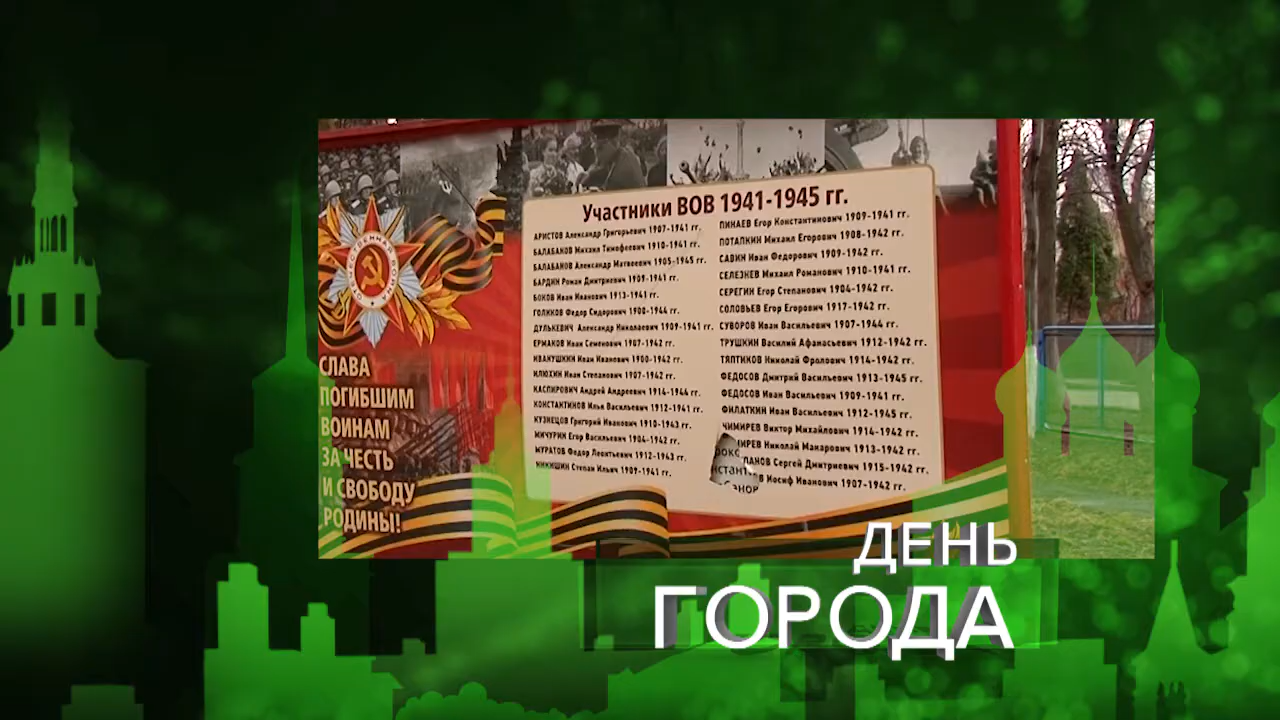 Участники ВОВ 1941-1945 гг.
АРИСТОВ Александр Григорьевич 1907-1941 гг.
БАЛАБАНОВ Михаил Тимофеевич 1910-1941 гг.
БАЛАБАНОВ Александр Матвеевич 1905-1945 гг.
БАРДИН Роман Дмитриевич 1909-1941 гг.
БОКОВ Иван Иванович 1913-1941 гг.
ГОЛИКОВ Федор Сидорович 1900-1944 гг.
ДУЛЬКЕВИЧ Александр Николаевич 1909-1941 гг.
ЕРМАКОВ Иван Семенович 1907-1942 гг.
ИВАНУШКИН Иван Иванович 1900-1942 гг.
ИЛЮХИН Иван Степанович 1907-1942 гг.
КАСПИРОВИЧ Андрей Андреевич 1914-1944 гг.
КОНСТАНТИНОВ Илья Васильевич 1912-1941 гг.
КУЗНЕЦОВ Григорий Иванович 1910-1943 гг.
МИЧУРИН Егор Васильевич 1904-1942 гг.
МУРАТОВ Федор Леонтьевич 1912-1943 гг.
НИКИШИН Степан Ильич 1909-1941 гг.
ПИНАЕВ Егор Константинович 1909-1941 гг.
ПОТАПКИН Михаил Егорович 1908-1942 гг.
САВИН Иван Федорович 1909-1942 гг.
СЕЛЕЗНЕВ Михаил Романович 1910-1941 гг.
СЕРЕГИН Егор Степанович 1904-1942 гг.
СОЛОВЬЕВ Егор Егорович 1917-1942 гг.
СУВОРОВ Иван Васильевич 1907-1944 гг.
ТРУШКИН Василий Афанасьевич 1912-1942 гг.
ТЯПТИКОВ Николай Фролович 1914-1942 гг.
ФЕДОСОВ Дмитрий Васильевич 1913-1945 гг.
ФЕДОСОВ Иван Васильевич 1909-1941 гг.
ФИЛАТКИН Иван Васильевич 1912-1945 гг.
ЧИМИРЕВ Виктор Михайлович 1914-1942 гг.
МИРЕВ Николай Макарович 1913-1942 гг.
ЛАНОВ Сергей Дмитриевич 1915-1942 гг.
В Иосиф Иванович 1907-1942 гг.
СЛАВА
ПОГИБШИМ
ВОИНАМ
ЗА ЧЕСТЬ
И СВОБОДУ
РОДИНЫ!
ДЕНЬ
ГОРОДА